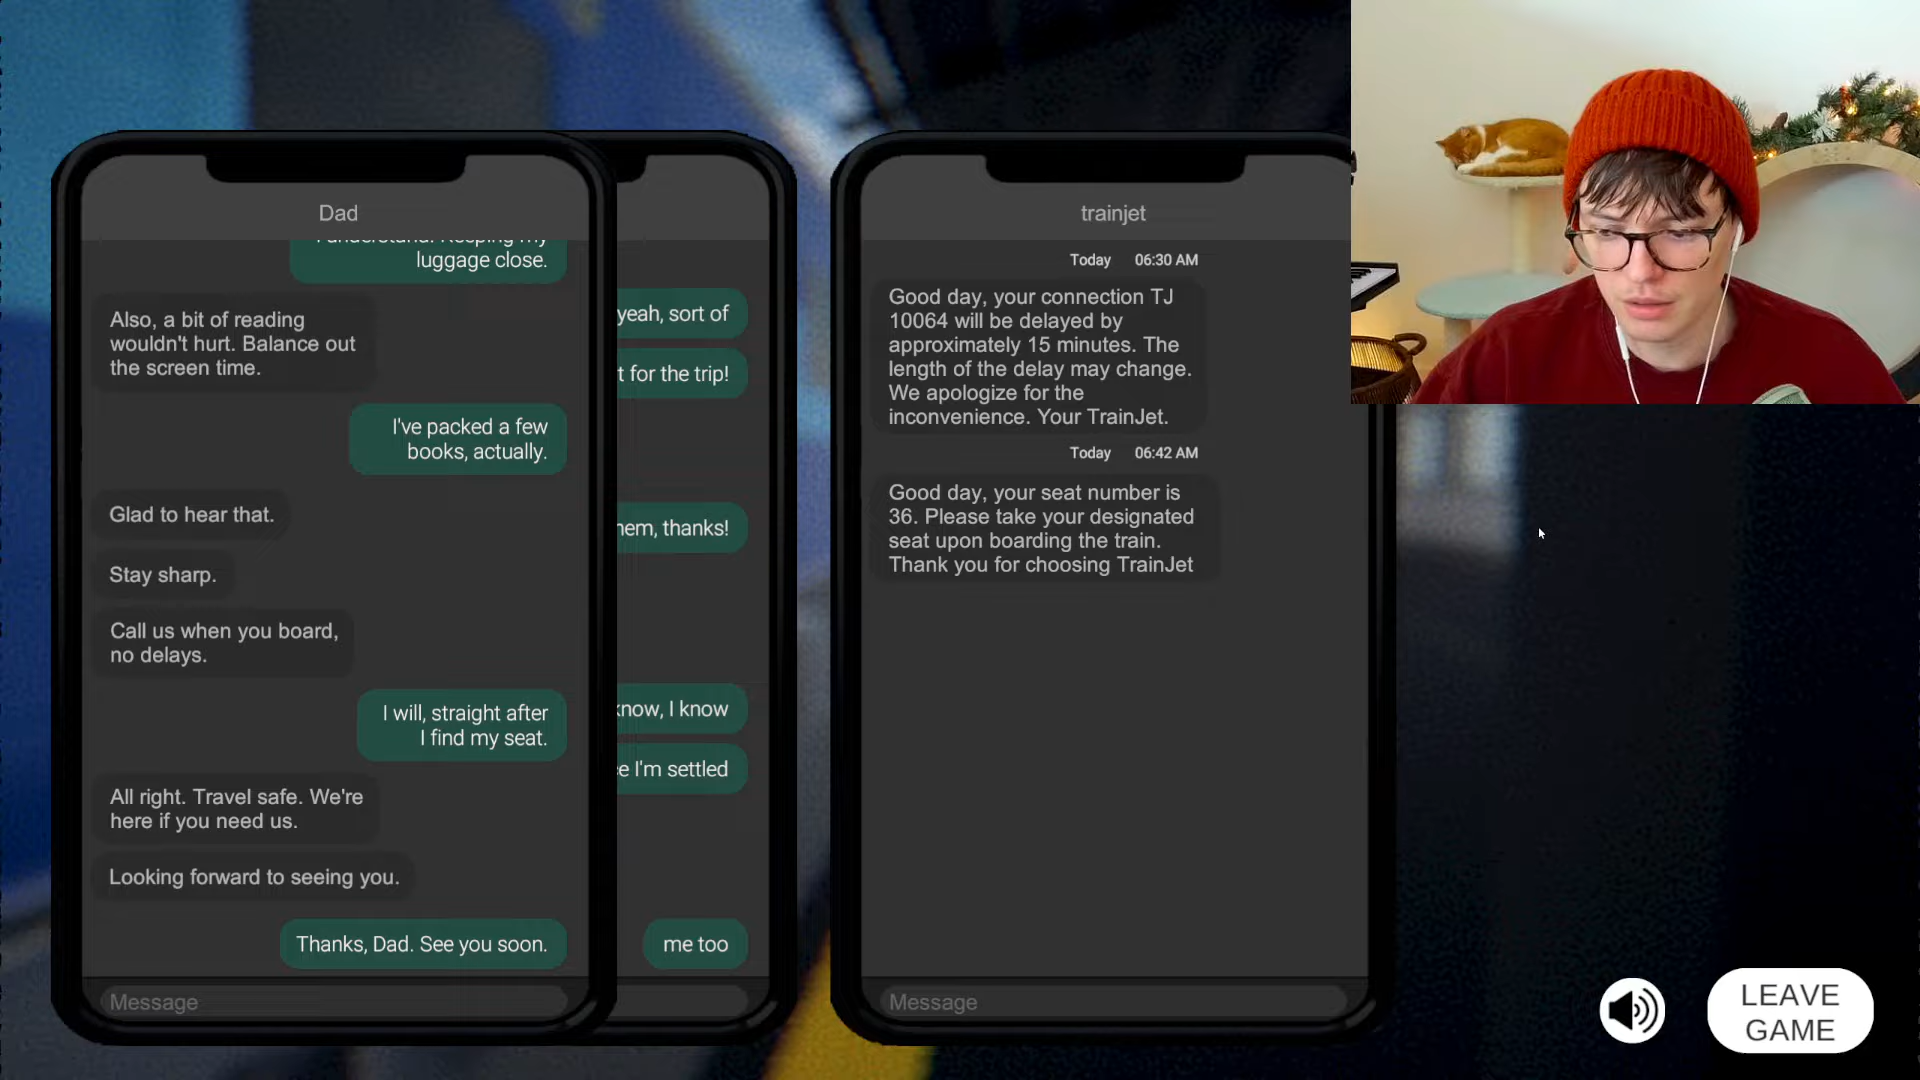 Dad
luggage close.
Also, a bit of reading
wouldn't hurt. Balance out
the screen time.
I've packed a few
books, actually.
Glad to hear that.
Stay sharp.
Call us when you board,
no delays.
I will, straight after
I find my seat.
All right. Travel safe. We're
here if you need us.
Looking forward to seeing you.
Thanks, Dad. See you soon.
Message
yeah, sort of
t for the trip!
hem, thanks!
know, I know
e I'm settled
me too
trainjet
Today 06:30 AM
Good day, your connection TJ
10064 will be delayed by
approximately 15 minutes. The
length of the delay may change.
We apologize for the
inconvenience. Your TrainJet.
Today 06:42 AM
Good day, your seat number is
36. Please take your designated
seat upon boarding the train.
Thank you for choosing TrainJet
Message
LEAVE
GAME